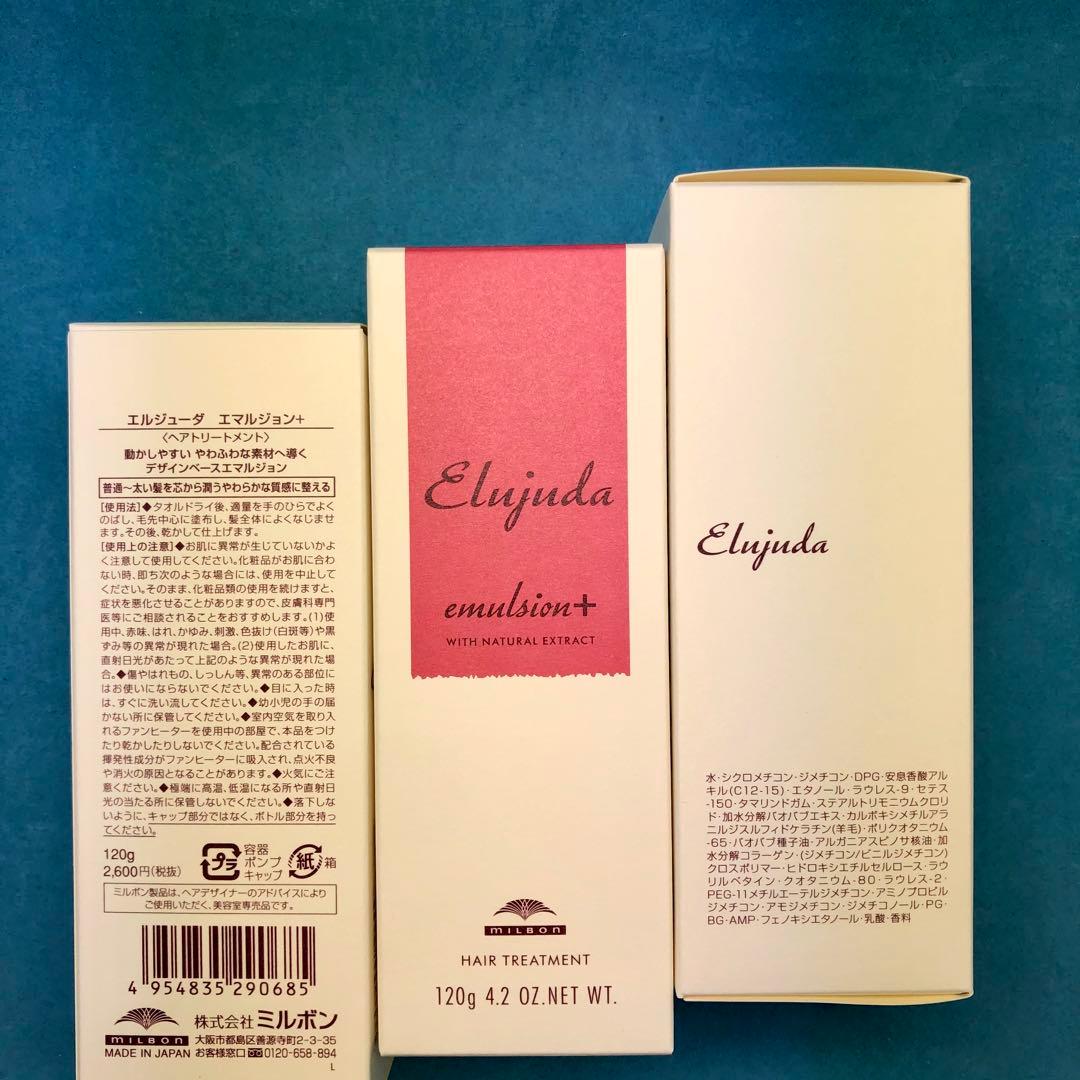 エルジューダ　エマルジョン+
〈ヘアトリートメント〉
動かしやすい やわふわな素材へ導く
デザインベースエマルジョン
普通〜太い髪を芯から潤うやわらかな質感に整える
[使用法]◆タオルドライ後、適量を手のひらでよく
のばし、毛先中心に塗布し、髪全体によくなじませ
ます。その後、乾かして仕上げます。
[使用上の注意]◆お肌に異常が生じていないかよ
く注意して使用してください。化粧品がお肌に合わ
ない時、即ち次のような場合には、使用を中止して
ください。そのまま、化粧品類の使用を続けますと、
症状を悪化させることがありますので、皮膚科専門
医等にご相談されることをおすすめします。(1)使
用中、赤味、はれ、かゆみ、刺激、色抜け(白斑等)や黒
ずみ等の異常が現れた場合。(2)使用したお肌に、
直射日光があたって上記のような異常が現れた場
合。◆傷やはれもの、しっしん等、異常のある部位に
はお使いにならないでください。◆目に入った時
は、すぐに洗い流してください。◆幼小児の手の届
かない所に保管してください。◆室内空気を取り入
れるファンヒーターを使用中の部屋で、本品をつけ
たり乾かしたりしないでください。配合されている
揮発性成分がファンヒーターに吸入され、点火不良
や消火の原因となることがあります。◆火気にご注
意ください。◆極端に高温、低温になる所や直射日
光の当たる所に保管しないでください。◆落下しな
いように、キャップ部分ではなく、ボトル部分を持っ
てください。
120g
2,600円(税抜)
プラ
容器
ポンプ
キャップ
紙 箱
ミルボン製品は、ヘアデザイナーのアドバイスにより
ご使用いただく、美容室専売品です。
4 954835 290685
MILBON
株式会社ミルボン
大阪市都島区善源寺町2-3-35
MADE IN JAPAN お客様窓口 0120-658-894
L
Elujuda
emulsion+
WITH NATURAL EXTRACT
MILBON
HAIR TREATMENT
120g 4.2 OZ.NET WT.
Elujuda
水・シクロメチコン・ジメチコン・DPG・安息香酸アル
キル(C12-15)・エタノール・ラウレス-9・セテス
-150・タマリンドガム・ステアルトリモニウムクロリ
ド・加水分解バオバブエキス・カルボキシメチルアラ
ニルジスルフィドケラチン(羊毛)・ポリクオタニウム
-65・バオバブ種子油・アルガニアスピノサ核油・加
水分解コラーゲン・(ジメチコン/ビニルジメチコン)
クロスポリマー・ヒドロキシエチルセルロース・ラウ
リルベタイン・クオタニウム-80・ラウレス-2・
PEG-11メチルエーテルジメチコン・アミノプロピル
ジメチコン・アモジメチコン・ジメチコノール・PG・
BG・AMP・フェノキシエタノール・乳酸・香料